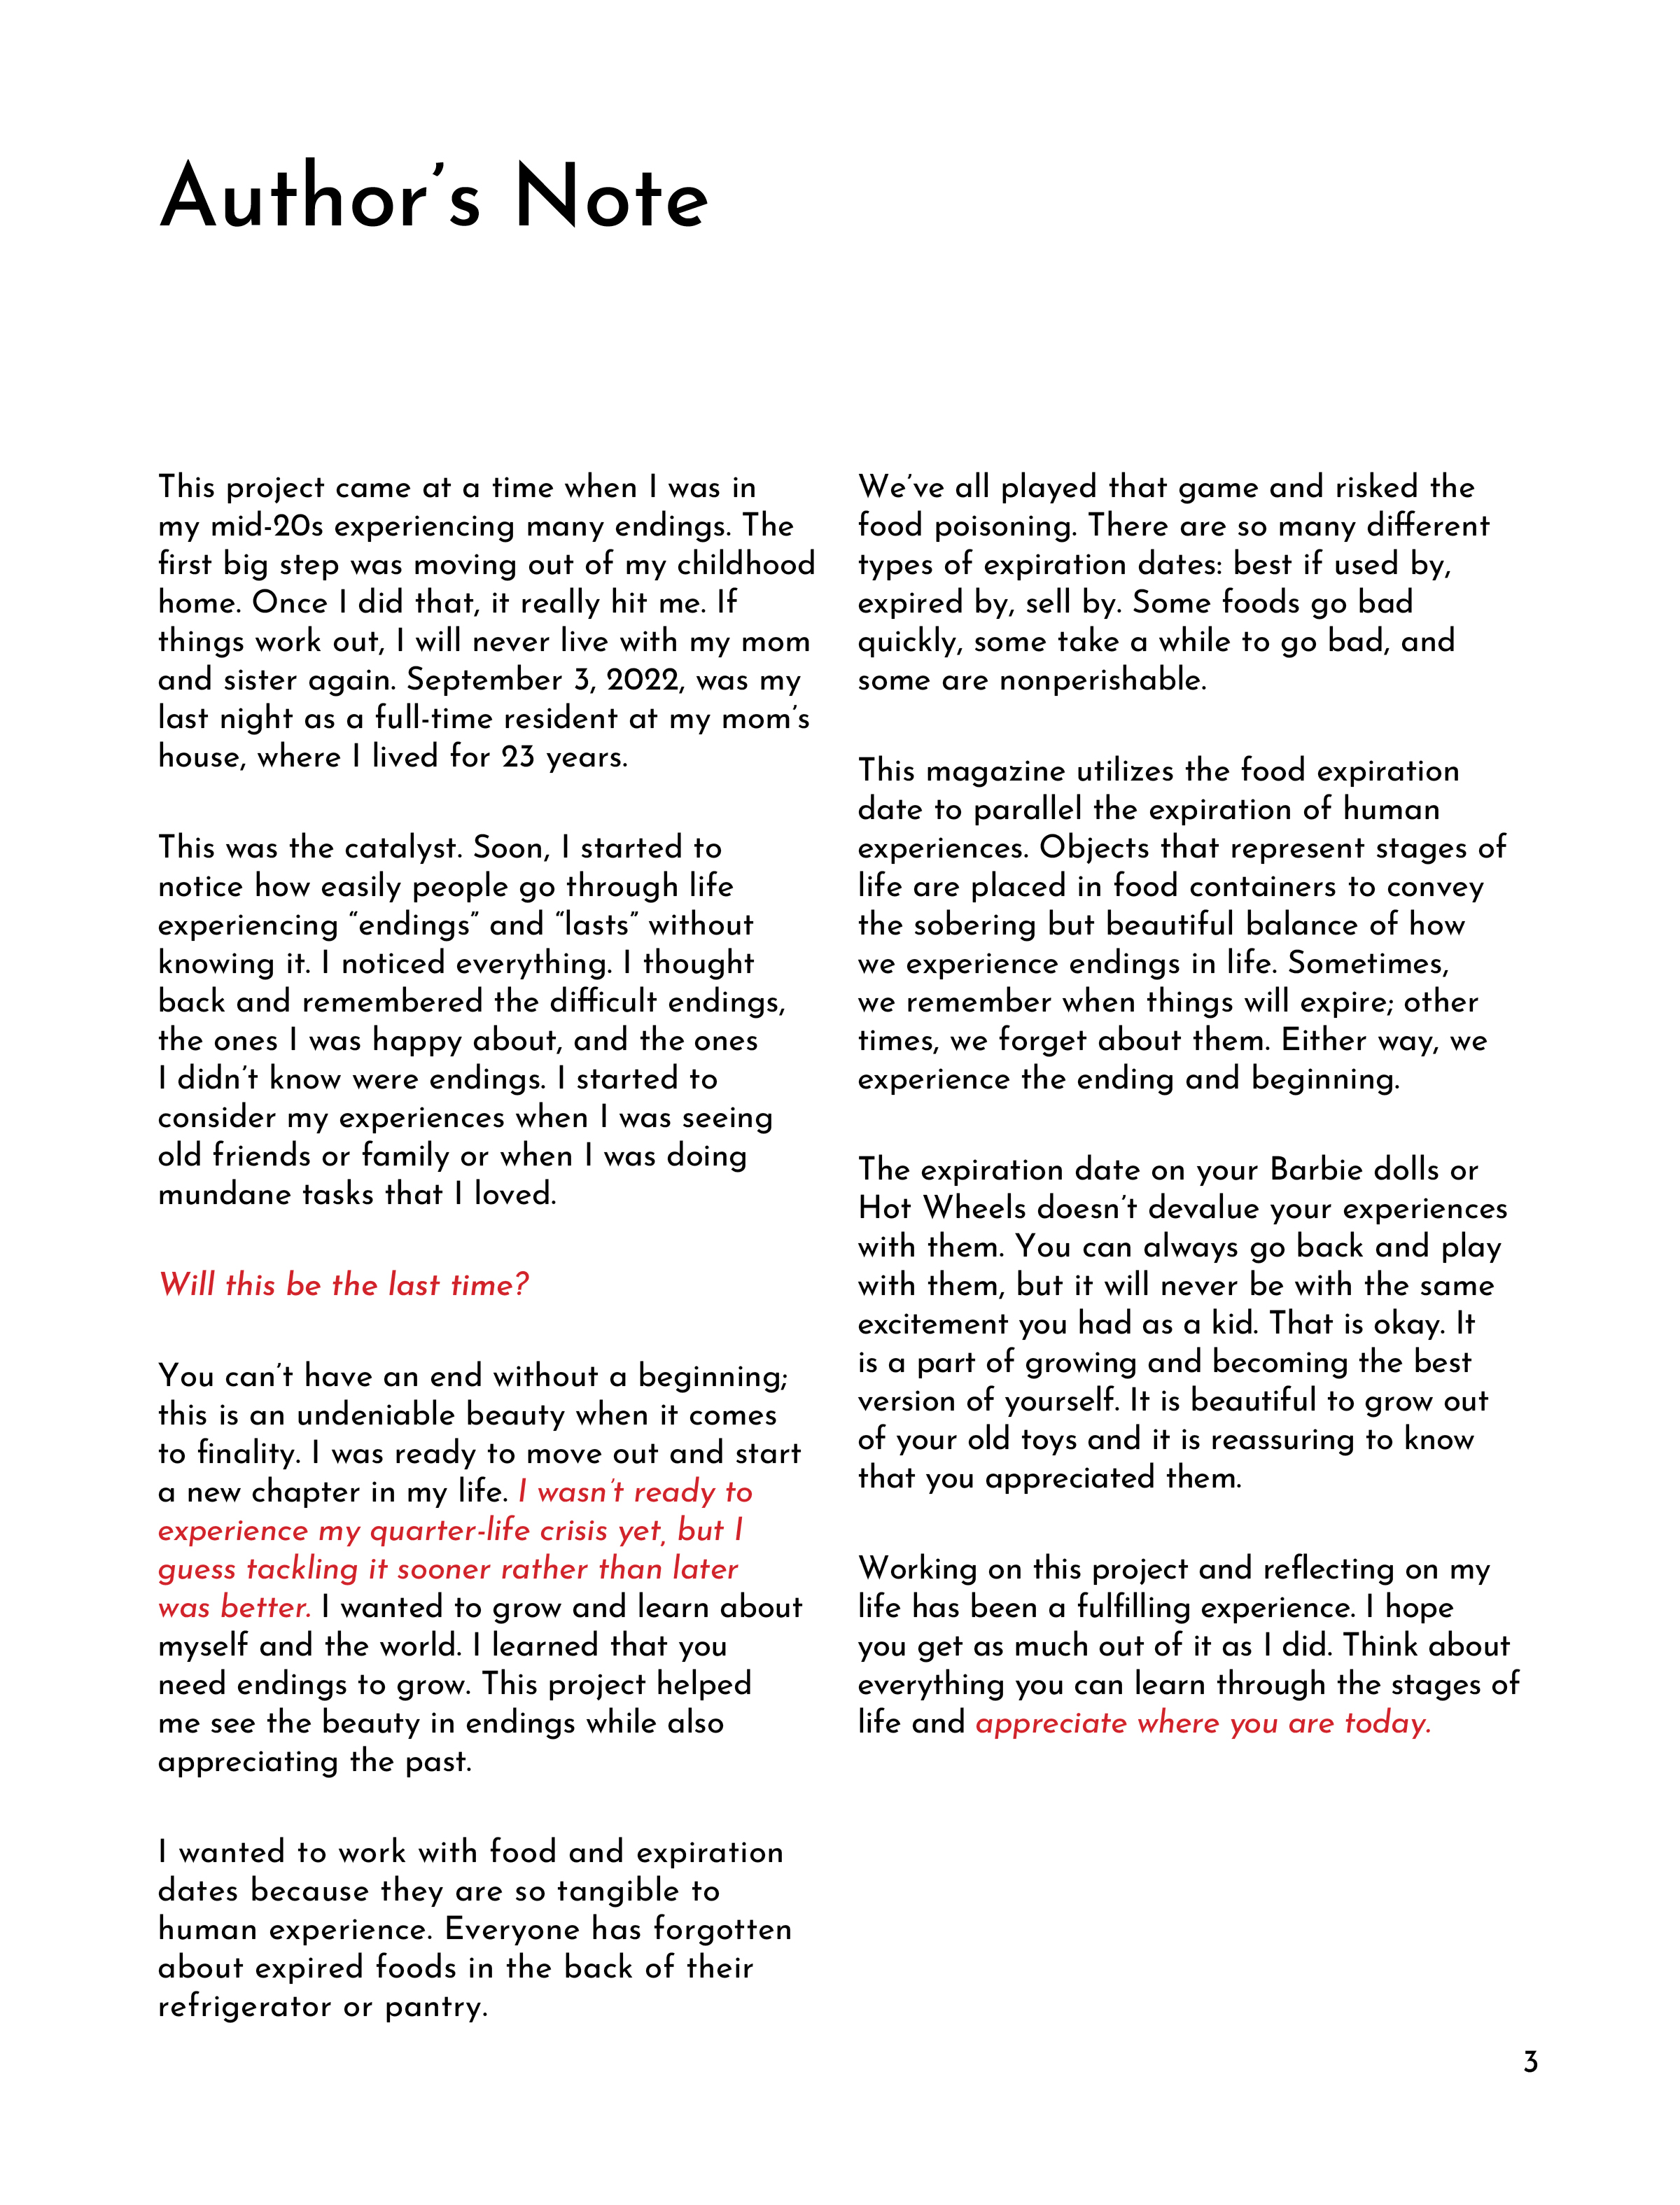 Author’s Note
This project came at a time when I was in
my mid-20s experiencing many endings. The
first big step was moving out of my childhood
home. Once I did that, it really hit me. If
things work out, I will never live with my mom
and sister again. September 3, 2022, was my
last night as a full-time resident at my mom’s
house, where I lived for 23 years.
This was the catalyst. Soon, I started to
notice how easily people go through life
experiencing “endings” and “lasts” without
knowing it. I noticed everything. I thought
back and remembered the difficult endings,
the ones I was happy about, and the ones
I didn’t know were endings. I started to
consider my experiences when I was seeing
old friends or family or when I was doing
mundane tasks that I loved.
Will this be the last time?
You can’t have an end without a beginning;
this is an undeniable beauty when it comes
to finality. I was ready to move out and start
a new chapter in my life. I wasn’t ready to
experience my quarter-life crisis yet, but I
guess tackling it sooner rather than later
was better. I wanted to grow and learn about
myself and the world. I learned that you
need endings to grow. This project helped
me see the beauty in endings while also
appreciating the past.
I wanted to work with food and expiration
dates because they are so tangible to
human experience. Everyone has forgotten
about expired foods in the back of their
refrigerator or pantry.
We’ve all played that game and risked the
food poisoning. There are so many different
types of expiration dates: best if used by,
expired by, sell by. Some foods go bad
quickly, some take a while to go bad, and
some are nonperishable.
This magazine utilizes the food expiration
date to parallel the expiration of human
experiences. Objects that represent stages of
life are placed in food containers to convey
the sobering but beautiful balance of how
we experience endings in life. Sometimes,
we remember when things will expire; other
times, we forget about them. Either way, we
experience the ending and beginning.
The expiration date on your Barbie dolls or
Hot Wheels doesn’t devalue your experiences
with them. You can always go back and play
with them, but it will never be with the same
excitement you had as a kid. That is okay. It
is a part of growing and becoming the best
version of yourself. It is beautiful to grow out
of your old toys and it is reassuring to know
that you appreciated them.
Working on this project and reflecting on my
life has been a fulfilling experience. I hope
you get as much out of it as I did. Think about
everything you can learn through the stages of
life and appreciate where you are today.
3